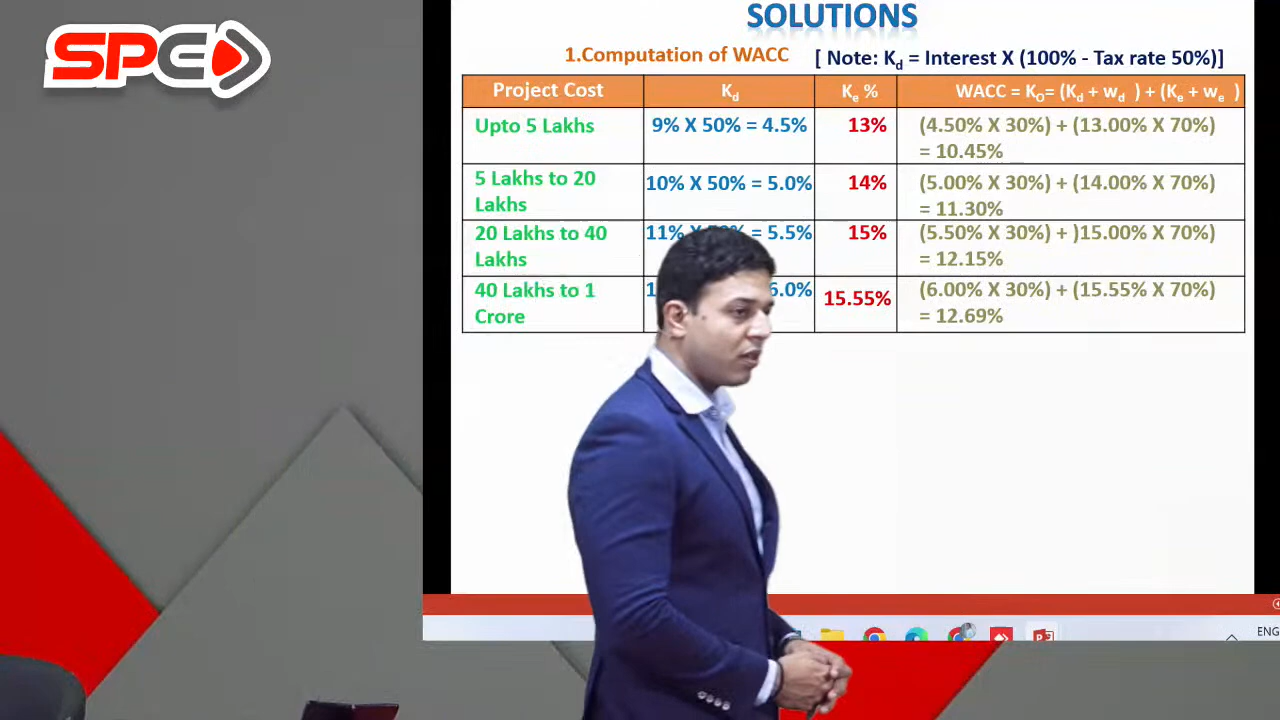 SPE
SOLUTIONS
1.Computation of WACC [ Note: Kd = Interest X (100% - Tax rate 50%)]
Project Cost Kd Ke % WACC = KO= (Kd + wd ) + (Ke + we )
Upto 5 Lakhs 9% X 50% = 4.5% 13% (4.50% X 30%) + (13.00% X 70%)
= 10.45%
5 Lakhs to 20 10% X 50% = 5.0% 14% (5.00% X 30%) + (14.00% X 70%)
Lakhs = 11.30%
20 Lakhs to 40 11% X = 5.5% 15% (5.50% X 30%) + )15.00% X 70%)
Lakhs = 12.15%
40 Lakhs to 1 6.0% 15.55% (6.00% X 30%) + (15.55% X 70%)
Crore = 12.69%
ENG